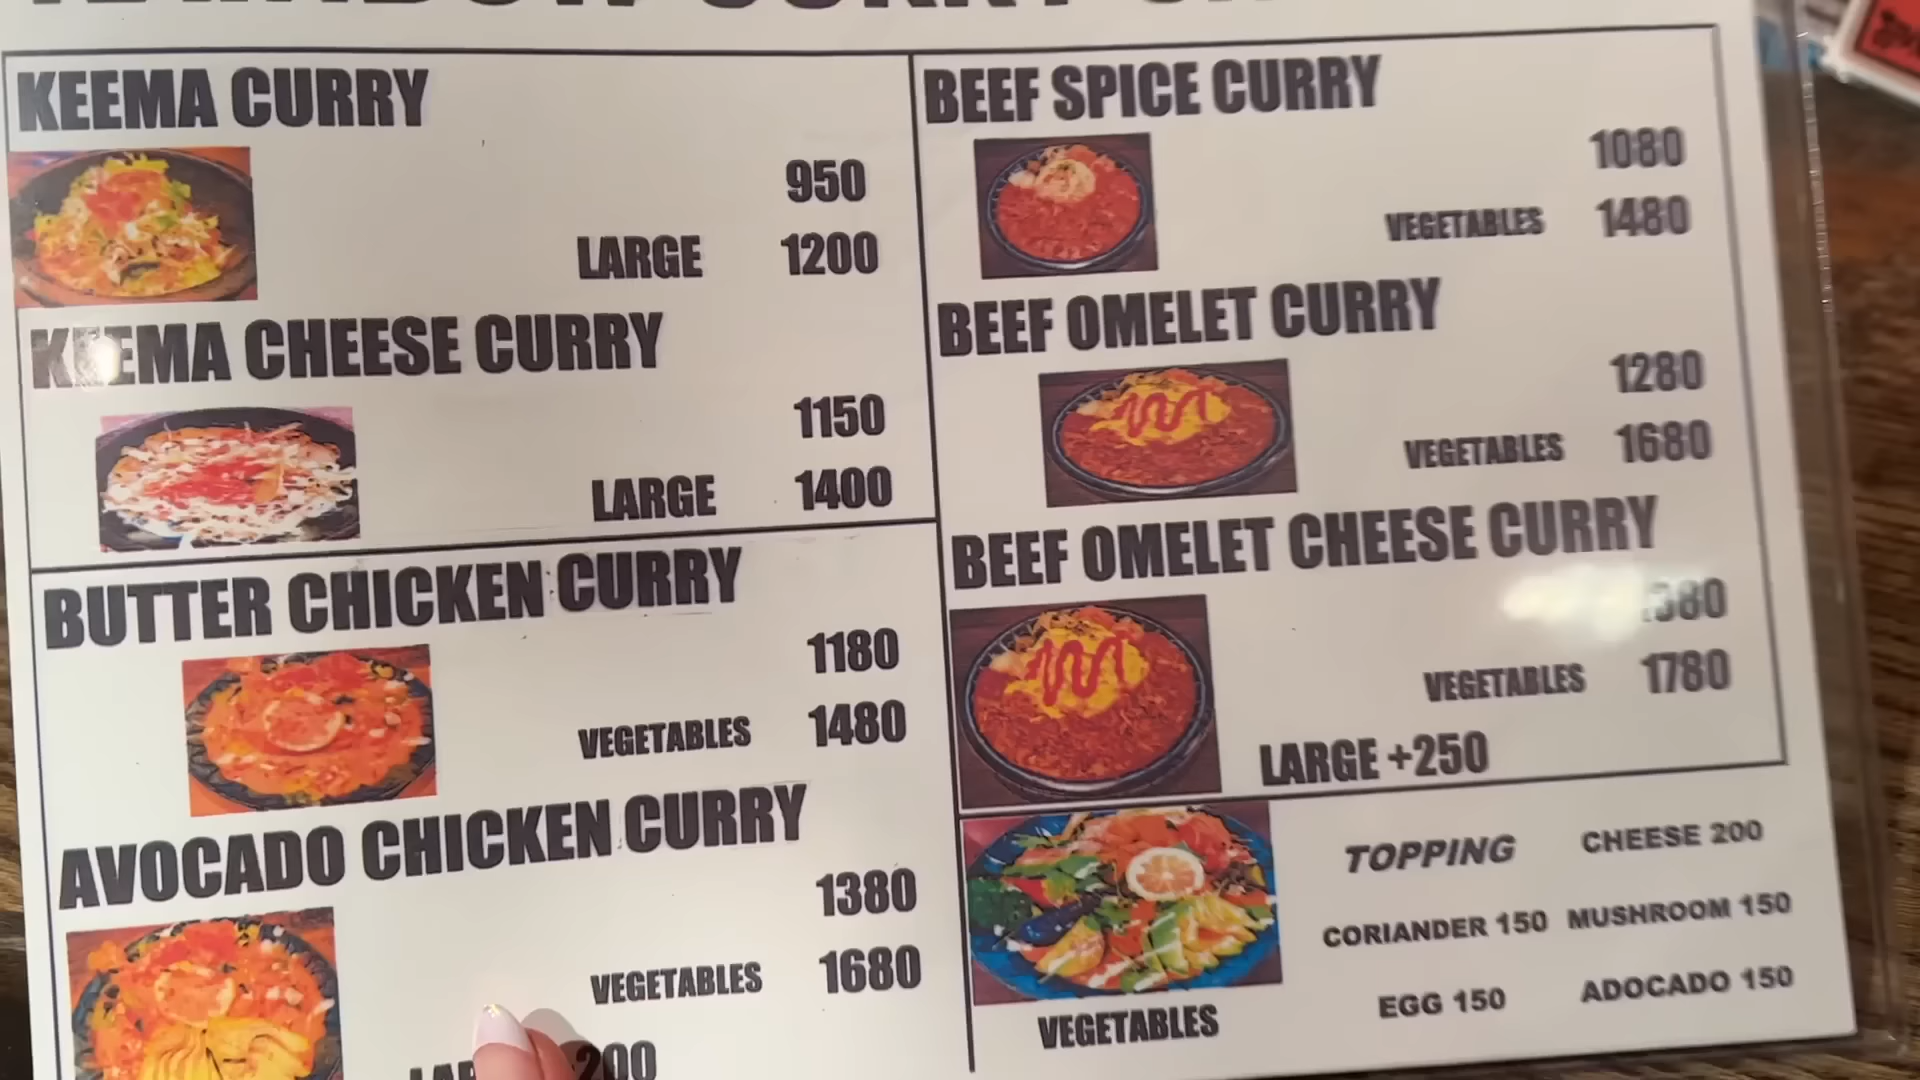 KEEMA CURRY
950
LARGE 1200
KEEMA CHEESE CURRY
1150
LARGE 1400
BUTTER CHICKEN CURRY
1180
VEGETABLES 1480
AVOCADO CHICKEN CURRY
1380
VEGETABLES 1680
BEEF SPICE CURRY
1080
VEGETABLES 1480
BEEF OMELET CURRY
1280
VEGETABLES 1680
BEEF OMELET CHEESE CURRY
VEGETABLES 1780
LARGE +250
TOPPING CHEESE 200
CORIANDER 150 MUSHROOM 150
EGG 150 ADOCADO 150
VEGETABLES